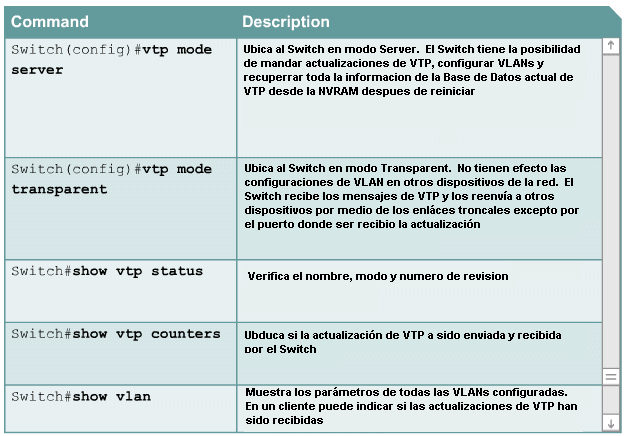 Command
Description
Switch(config)#vtp mode
server
Ubica al Switch en modo Server. El Switch tiene la posibilidad
de mandar actualizaciones de VTP, configurar VLANs y
recuperrar toda la informacion de la Base de Datos actual de
VTP desde la NVRAM despues de reiniciar
Switch(config)#vtp mode
transparent
Ubica al Switch en modo Transparent. No tienen efecto las
configuraciones de VLAN en otros dispositivos de la red. El
Switch recibe los mensajes de VTP y los reenvía a otros
dispositivos por medio de los enláces troncales excepto por
el puerto donde ser recibio la actualización
Switch#show vtp status
Verifica el nombre, modo y numero de revision
Switch#show vtp counters
Ubduca si la actualización de VTP a sido enviada y recibida
por el Switch
Switch#show vlan
Muestra los parámetros de todas las VLANs configuradas.
En un cliente puede indicar si las actualizaciones de VTP han
sido recibidas